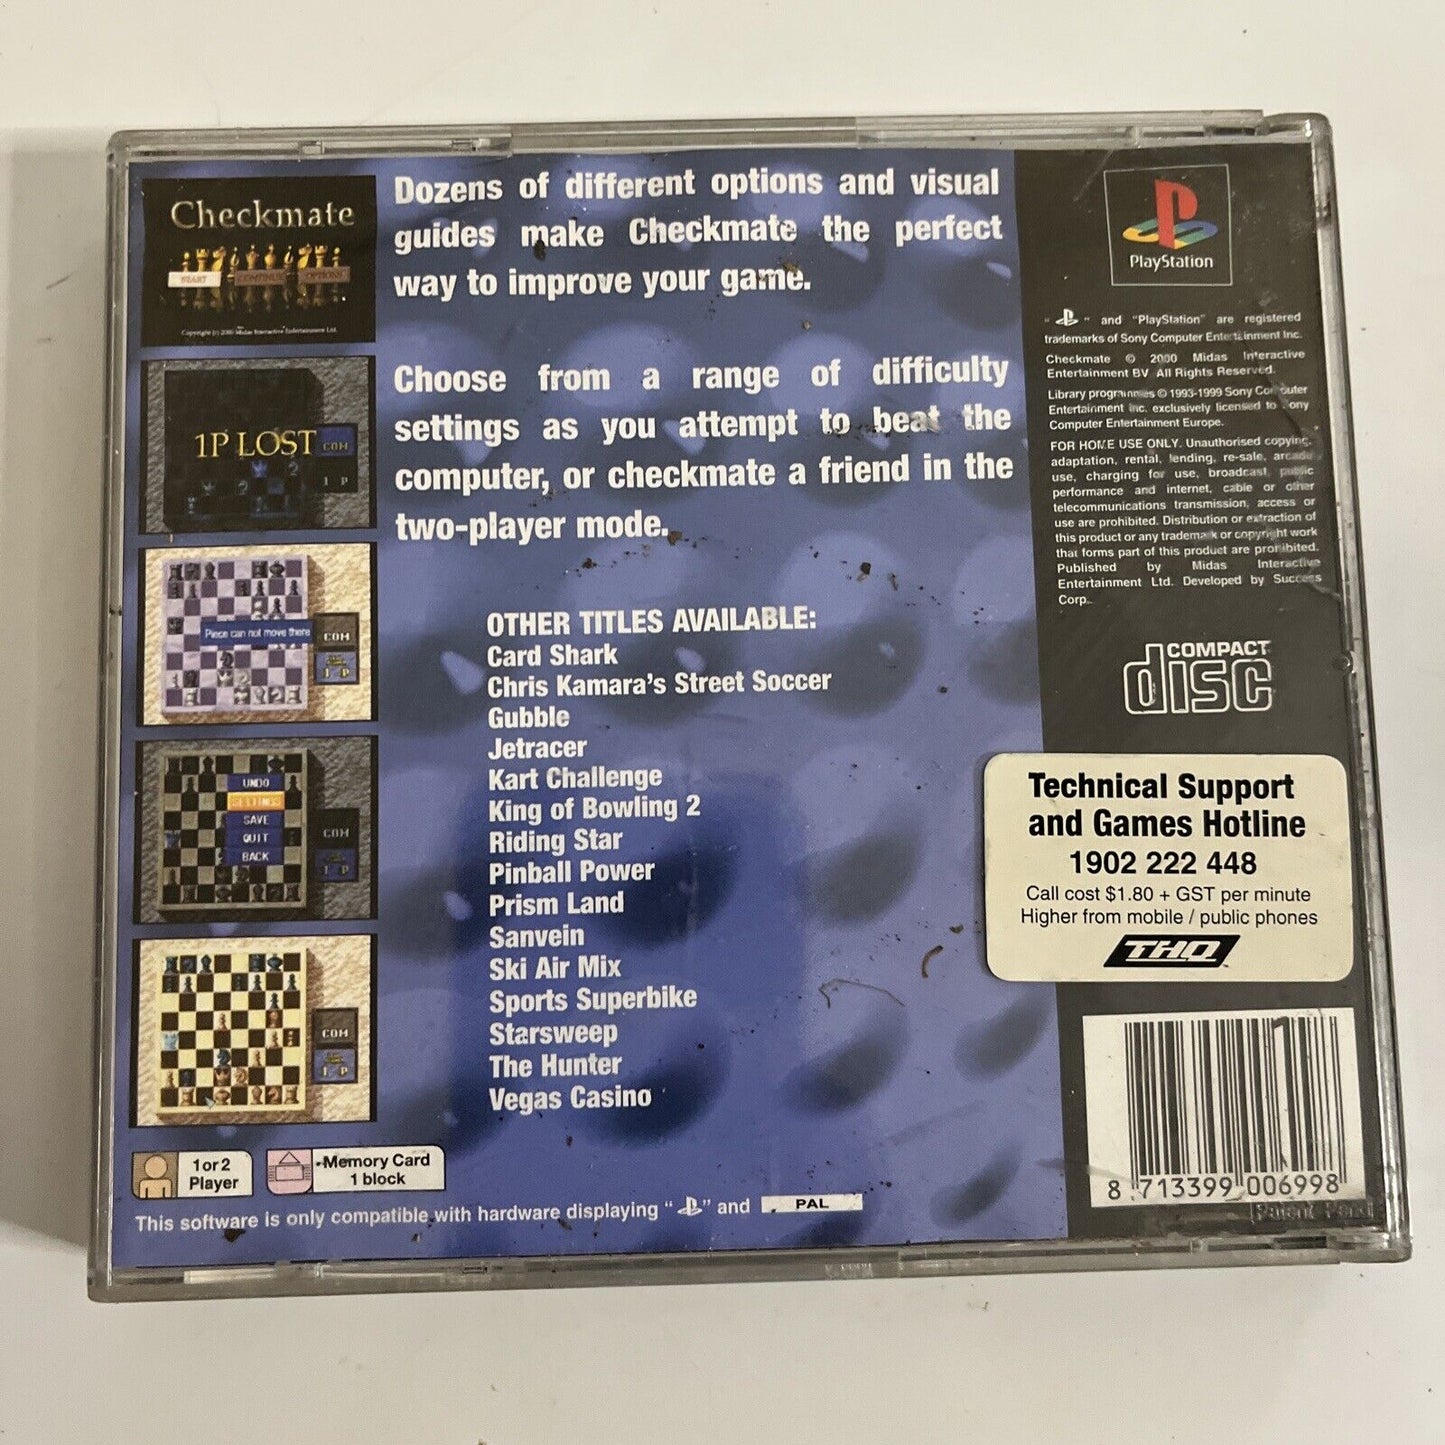 Checkmate
START CONTINUE OPTIONS
Copyright (c) 2000 Midas Interactive Entertainment Ltd.
1P LOST
COM
1 P
Piece can not move there
COM
1 P
UNDO
SETTINGS
SAVE
QUIT
BACK
COM
1 P
COM
1 P
Dozens of different options and visual
guides make Checkmate the perfect
way to improve your game.
Choose from a range of difficulty
settings as you attempt to beat the
computer, or checkmate a friend in the
two-player mode.
OTHER TITLES AVAILABLE:
Card Shark
Chris Kamara's Street Soccer
Gubble
Jetracer
Kart Challenge
King of Bowling 2
Riding Star
Pinball Power
Prism Land
Sanvein
Ski Air Mix
Sports Superbike
Starsweep
The Hunter
Vegas Casino
1 or 2
Player
Memory Card
1 block
This software is only compatible with hardware displaying " " and PAL
PlayStation
" " and "PlayStation" are registered
trademarks of Sony Computer Entertainment Inc.
Checkmate © 2000 Midas Interactive
Entertainment BV All Rights Reserved.
Library programmes © 1993-1999 Sony Computer
Entertainment Inc. exclusively licensed to Sony
Computer Entertainment Europe.
FOR HOME USE ONLY. Unauthorised copying,
adaptation, rental, lending, re-sale, arcade
use, charging for use, broadcast, public
performance and internet, cable or other
telecommunications transmission, access or
use are prohibited. Distribution or extraction of
this product or any trademark or copyright work
that forms part of this product are prohibited.
Published by Midas Interactive
Entertainment Ltd. Developed by Success
Corp.
COMPACT
disc
Technical Support
and Games Hotline
1902 222 448
Call cost $1.80 + GST per minute
Higher from mobile / public phones
THQ
1
8 713399 006998
Patent Pend